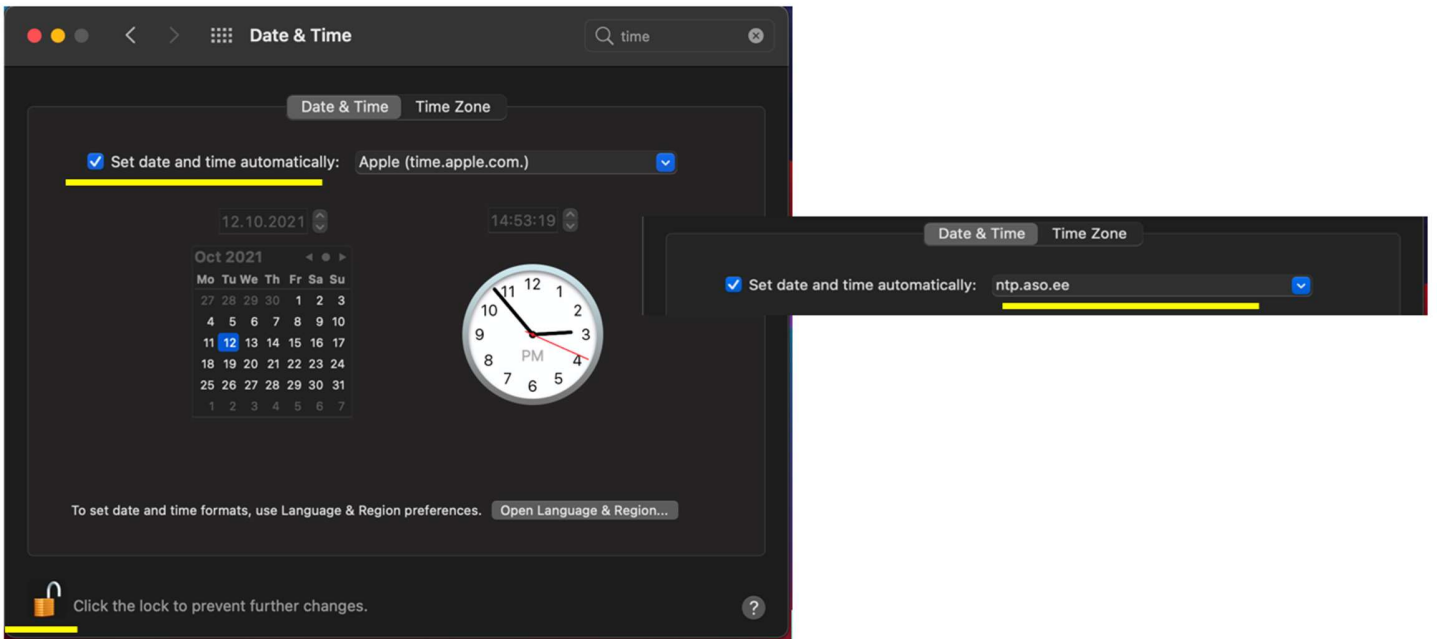 Date & Time
time
Date & Time Time Zone
Set date and time automatically: Apple (time.apple.com.)
12.10.2021 14:53:19
Oct 2021
Mo Tu We Th Fr Sa Su
27 28 29 30 1 2 3
4 5 6 7 8 9 10
11 12 13 14 15 16 17
18 19 20 21 22 23 24
25 26 27 28 29 30 31
1 2 3 4 5 6 7
12 1 2 3 4 5 6 7 8 9 10 11
PM
To set date and time formats, use Language & Region preferences. Open Language & Region...
Click the lock to prevent further changes. ?
Date & Time Time Zone
Set date and time automatically: ntp.aso.ee